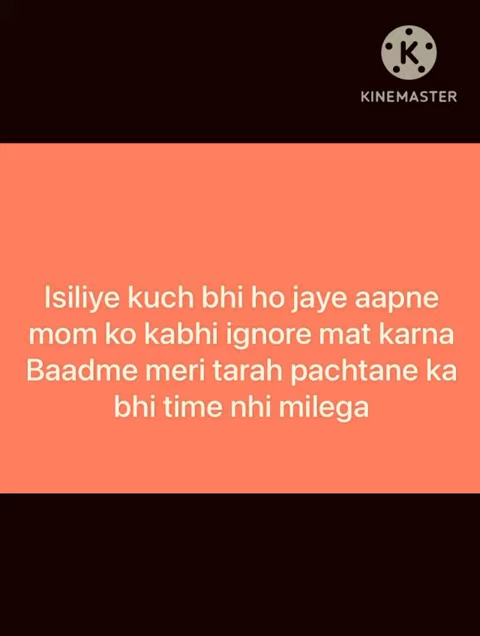 KINEMASTER
Isiliye kuch bhi ho jaye aapne
mom ko kabhi ignore mat karna
Baadme meri tarah pachtane ka
bhi time nhi milega